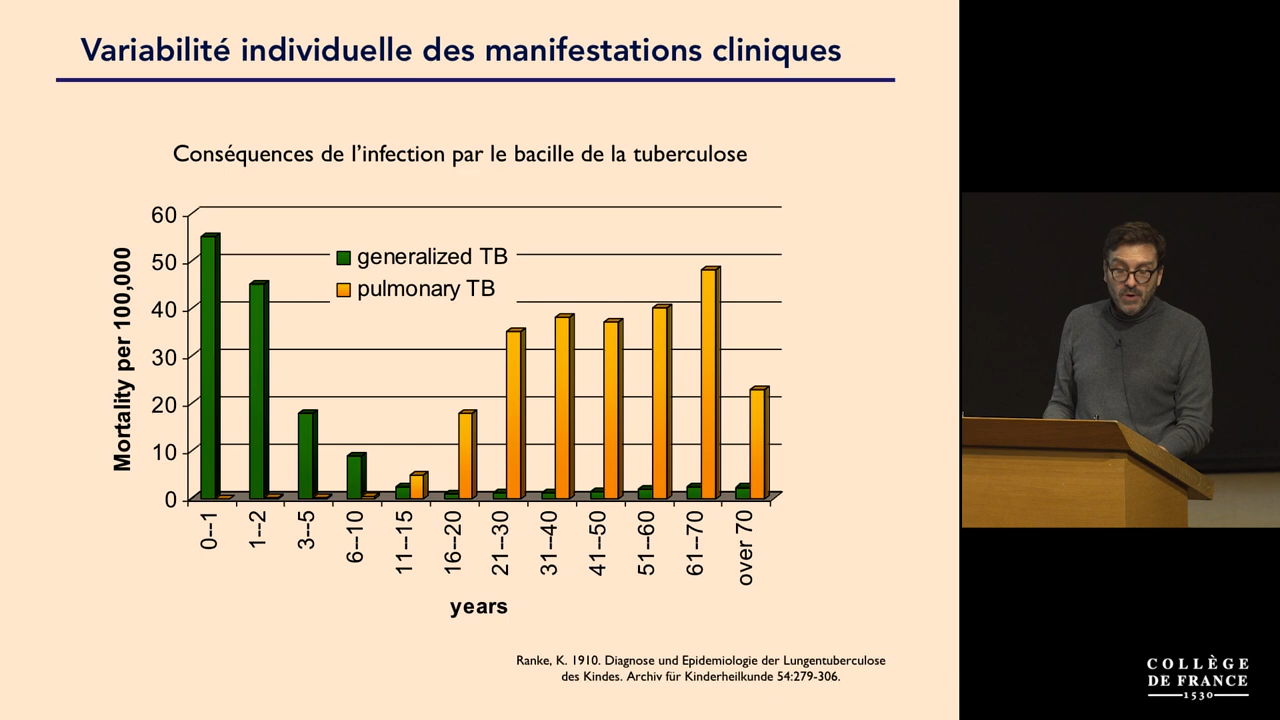 Variabilité individuelle des manifestations cliniques
Conséquences de l'infection par le bacille de la tuberculose
Mortality per 100,000
60
50
40
30
20
10
0
generalized TB
pulmonary TB
0--1
1--2
3--5
6--10
11--15
16--20
21--30
31--40
41--50
51--60
61--70
over 70
years
Ranke, K. 1910. Diagnose und Epidemiologie der Lungentuberculose
des Kindes. Archiv für Kinderheilkunde 54:279-306.
COLLÈGE
DE FRANCE
1530